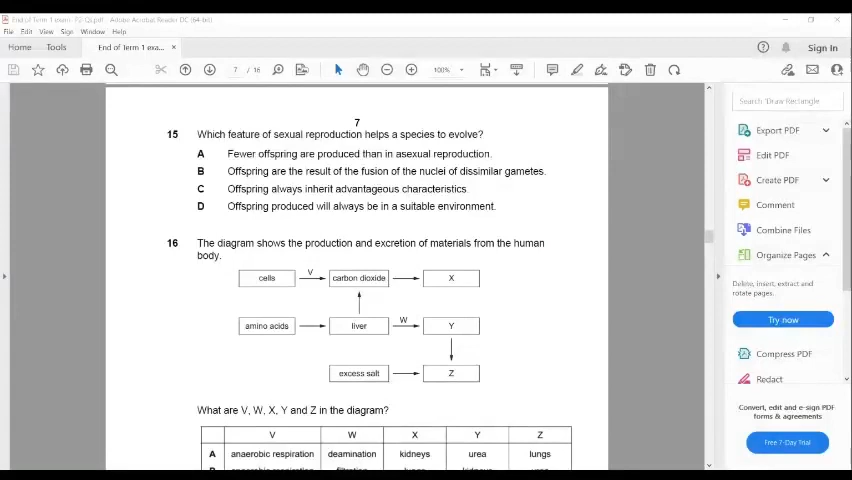 End of Term 1 exam P2 Qs.pdf - Adobe Acrobat Reader DC (64-bit)
File Edit View Sign Window Help
Home Tools End of Term 1 exa... × Sign In
7 / 16 100%
7
15 Which feature of sexual reproduction helps a species to evolve?
A Fewer offspring are produced than in asexual reproduction.
B Offspring are the result of the fusion of the nuclei of dissimilar gametes.
C Offspring always inherit advantageous characteristics.
D Offspring produced will always be in a suitable environment.
16 The diagram shows the production and excretion of materials from the human
body.
cells V carbon dioxide X
amino acids liver W Y
excess salt Z
What are V, W, X, Y and Z in the diagram?
V W X Y Z
A anaerobic respiration deamination kidneys urea lungs
Search 'Draw Rectangle
Export PDF
Edit PDF
Create PDF
Comment
Combine Files
Organize Pages
Delete, insert, extract and
rotate pages.
Try now
Compress PDF
Redact
Convert, edit and e-sign PDF
forms & agreements
Free 7-Day Trial